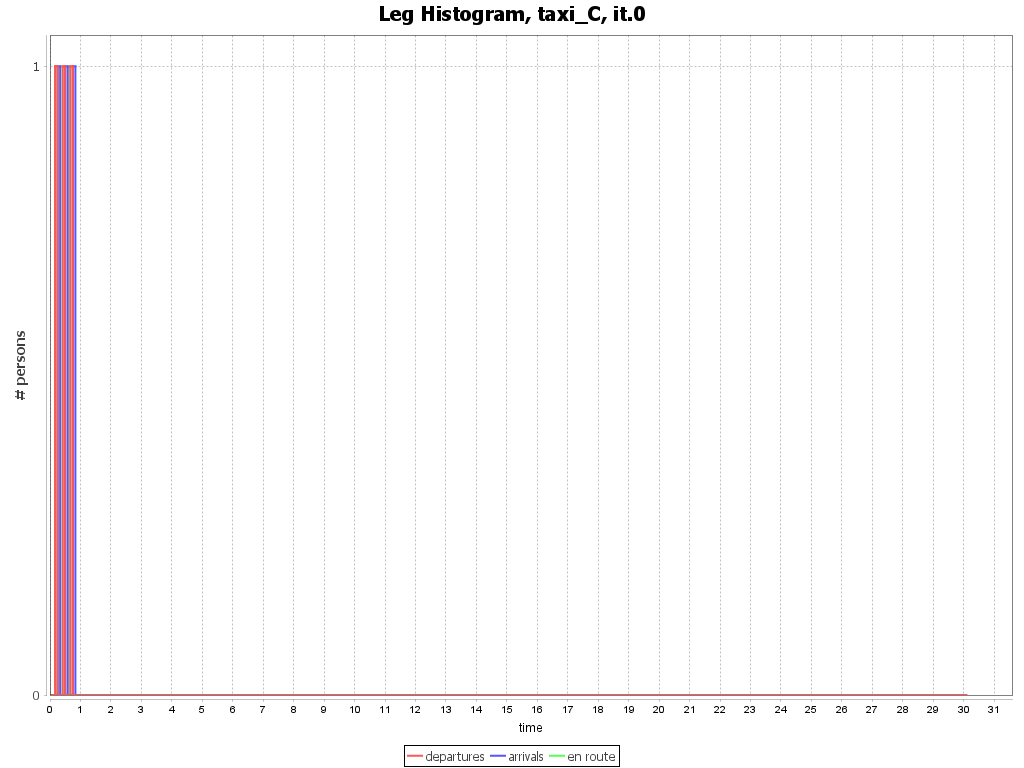 Leg Histogram, taxi_C, it.0
# persons
1
0
0 1 2 3 4 5 6 7 8 9 10 11 12 13 14 15 16 17 18 19 20 21 22 23 24 25 26 27 28 29 30 31
time
departures arrivals en route